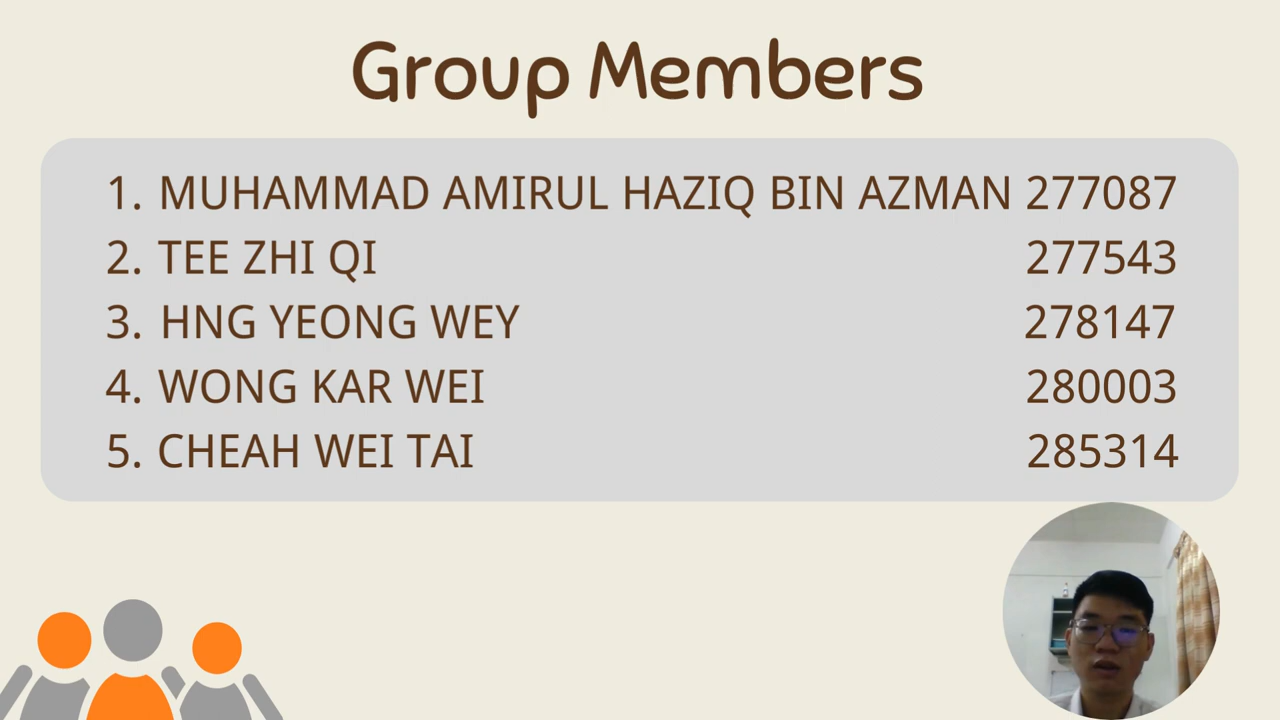 Group Members
1. MUHAMMAD AMIRUL HAZIQ BIN AZMAN 277087
2. TEE ZHI QI 277543
3. HNG YEONG WEY 278147
4. WONG KAR WEI 280003
5. CHEAH WEI TAI 285314